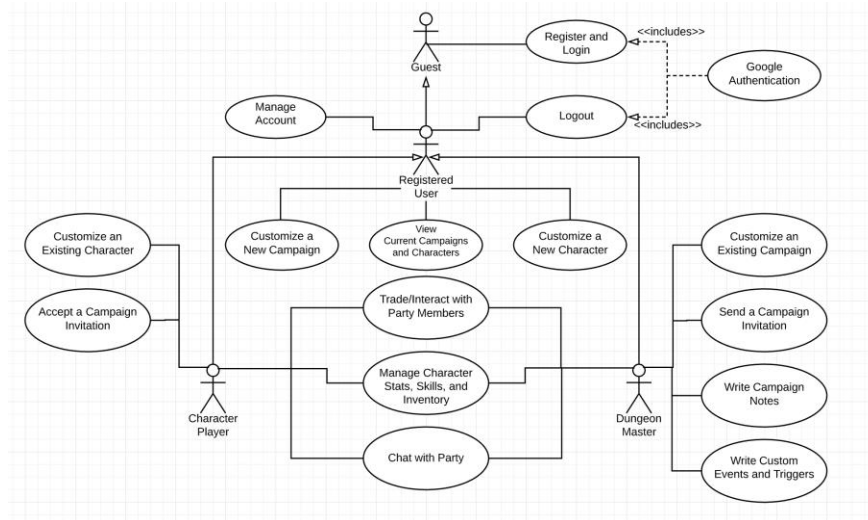 Register and
Login
<<includes>>
Google
Authentication
Guest
Manage
Account
Logout
<<includes>>
Registered
User
Customize an
Existing Character
Customize a
New Campaign
View
Current Campaigns
and Characters
Customize a
New Character
Customize an
Existing Campaign
Accept a Campaign
Invitation
Trade/Interact with
Party Members
Send a Campaign
Invitation
Manage Character
Stats, Skills, and
Inventory
Character
Player
Dungeon
Master
Write Campaign
Notes
Chat with Party
Write Custom
Events and Triggers